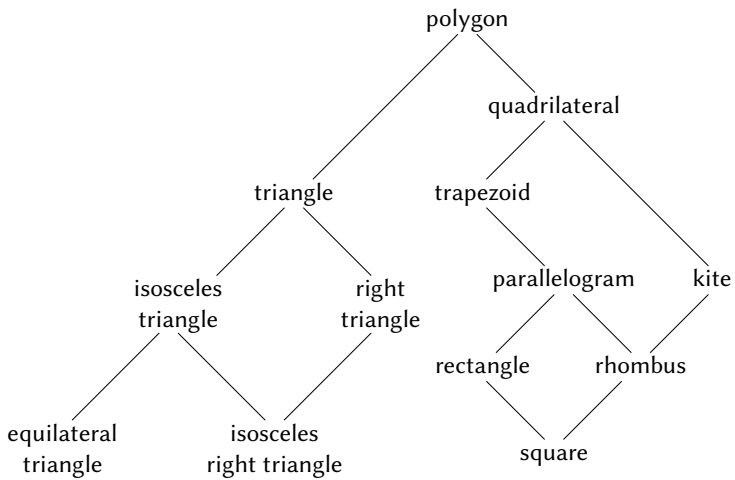 polygon
quadrilateral
triangle
trapezoid
isosceles
triangle
right
triangle
parallelogram
kite
rectangle
rhombus
equilateral
triangle
isosceles
right triangle
square